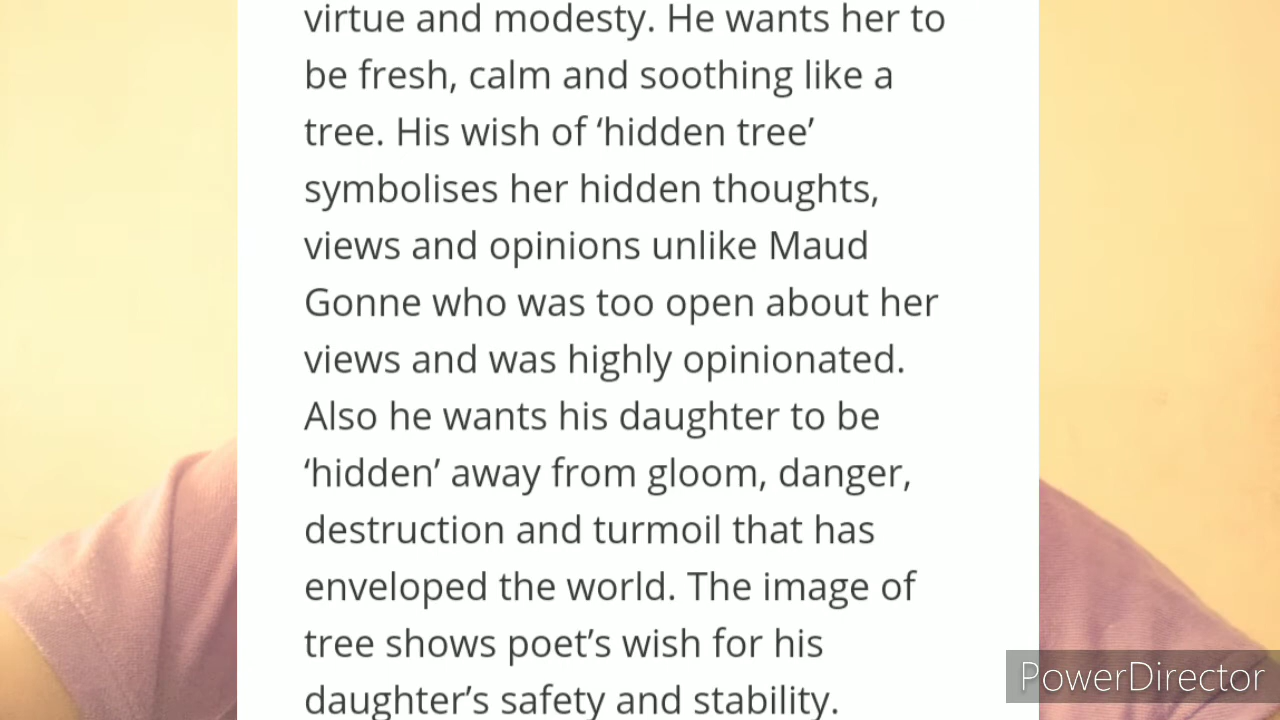 virtue and modesty. He wants her to
be fresh, calm and soothing like a
tree. His wish of ‘hidden tree’
symbolises her hidden thoughts,
views and opinions unlike Maud
Gonne who was too open about her
views and was highly opinionated.
Also he wants his daughter to be
‘hidden’ away from gloom, danger,
destruction and turmoil that has
enveloped the world. The image of
tree shows poet’s wish for his
daughter’s safety and stability.
PowerDirector